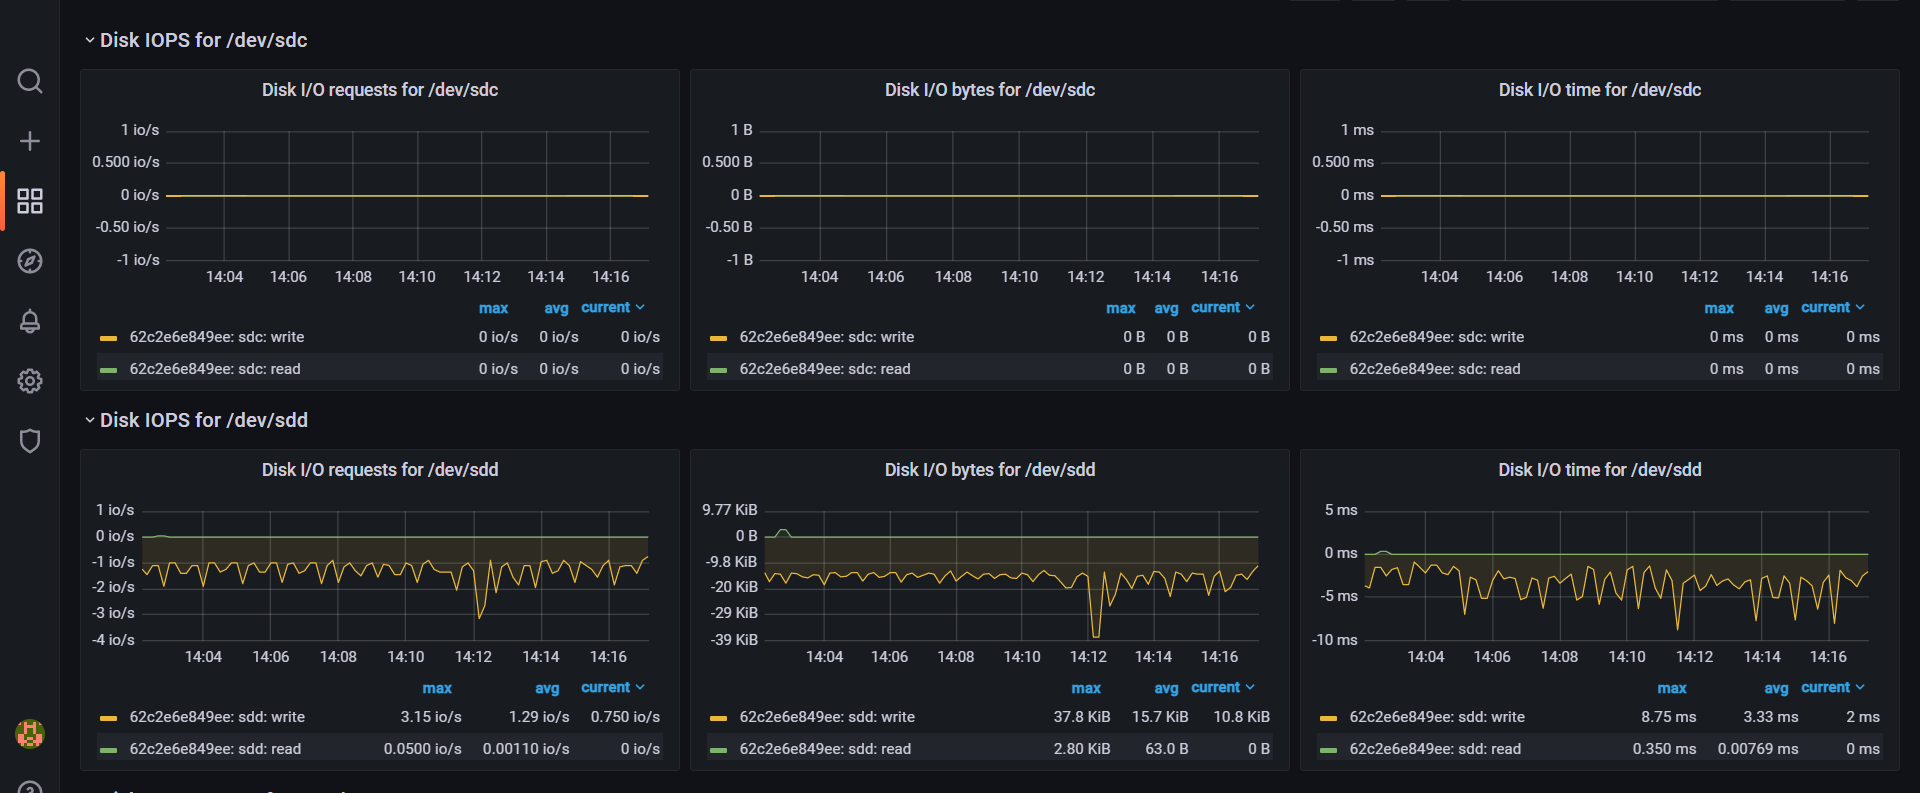 Disk IOPS for /dev/sdc
Disk I/O requests for /dev/sdc
1 io/s
0.500 io/s
0 io/s
-0.50 io/s
-1 io/s
14:04 14:06 14:08 14:10 14:12 14:14 14:16
max avg current
62c2e6e849ee: sdc: write 0 io/s 0 io/s 0 io/s
62c2e6e849ee: sdc: read 0 io/s 0 io/s 0 io/s
Disk I/O bytes for /dev/sdc
1 B
0.500 B
0 B
-0.50 B
-1 B
14:04 14:06 14:08 14:10 14:12 14:14 14:16
max avg current
62c2e6e849ee: sdc: write 0 B 0 B 0 B
62c2e6e849ee: sdc: read 0 B 0 B 0 B
Disk I/O time for /dev/sdc
1 ms
0.500 ms
0 ms
-0.50 ms
-1 ms
14:04 14:06 14:08 14:10 14:12 14:14 14:16
max avg current
62c2e6e849ee: sdc: write 0 ms 0 ms 0 ms
62c2e6e849ee: sdc: read 0 ms 0 ms 0 ms
Disk IOPS for /dev/sdd
Disk I/O requests for /dev/sdd
1 io/s
0 io/s
-1 io/s
-2 io/s
-3 io/s
-4 io/s
14:04 14:06 14:08 14:10 14:12 14:14 14:16
max avg current
62c2e6e849ee: sdd: write 3.15 io/s 1.29 io/s 0.750 io/s
62c2e6e849ee: sdd: read 0.0500 io/s 0.00110 io/s 0 io/s
Disk I/O bytes for /dev/sdd
9.77 KiB
0 B
-9.8 KiB
-20 KiB
-29 KiB
-39 KiB
14:04 14:06 14:08 14:10 14:12 14:14 14:16
max avg current
62c2e6e849ee: sdd: write 37.8 KiB 15.7 KiB 10.8 KiB
62c2e6e849ee: sdd: read 2.80 KiB 63.0 B 0 B
Disk I/O time for /dev/sdd
5 ms
0 ms
-5 ms
-10 ms
14:04 14:06 14:08 14:10 14:12 14:14 14:16
max avg current
62c2e6e849ee: sdd: write 8.75 ms 3.33 ms 2 ms
62c2e6e849ee: sdd: read 0.350 ms 0.00769 ms 0 ms